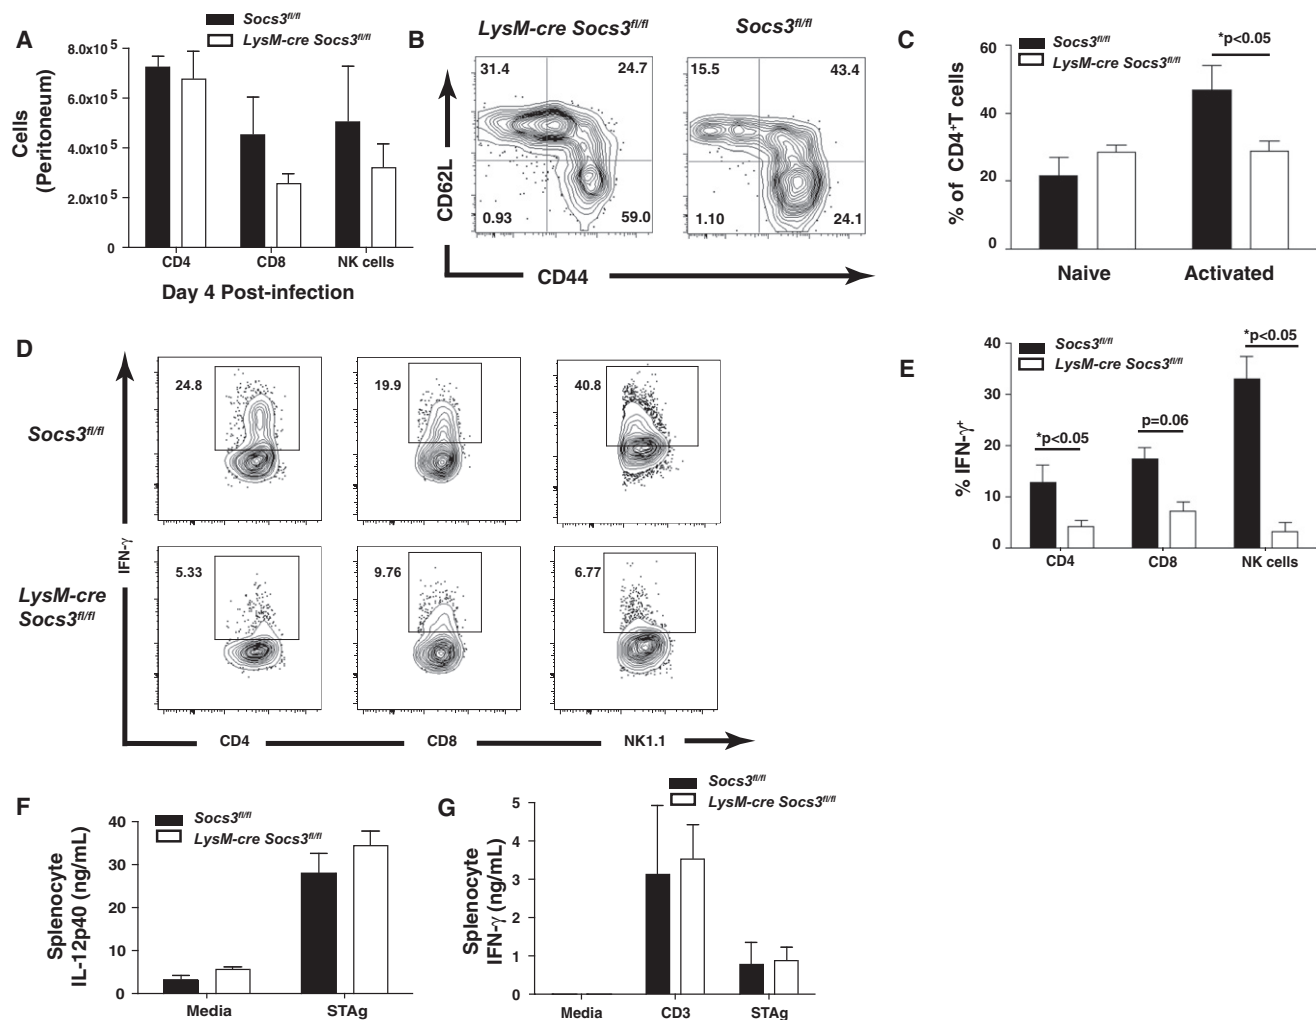 A
Socs3fl/fl
LysM-cre Socs3fl/fl
8.0x10 5
6.0x10 5
4.0x10 5
2.0x10 5
0
Cells
(Peritoneum)
CD4
CD8
NK cells
Day 4 Post-infection
B
LysM-cre Socs3fl/fl
Socs3fl/fl
31.4
24.7
0.93
59.0
15.5
43.4
1.10
24.1
CD62L
CD44
C
Socs3fl/fl
LysM-cre Socs3fl/fl
*p<0.05
60
40
20
0
% of CD4+T cells
Naive
Activated
D
Socs3fl/fl
24.8
19.9
40.8
IFN-γ
LysM-cre
Socs3fl/fl
5.33
9.76
6.77
CD4
CD8
NK1.1
E
Socs3fl/fl
LysM-cre Socs3fl/fl
*p<0.05
p=0.06
*p<0.05
40
30
20
10
0
% IFN-γ+
CD4
CD8
NK cells
F
Socs3fl/fl
LysM-cre Socs3fl/fl
40
30
20
10
0
Splenocyte
IL-12p40 (ng/mL)
Media
STAg
G
Socs3fl/fl
LysM-cre Socs3fl/fl
5
4
3
2
1
0
Splenocyte
IFN-γ (ng/mL)
Media
CD3
STAg